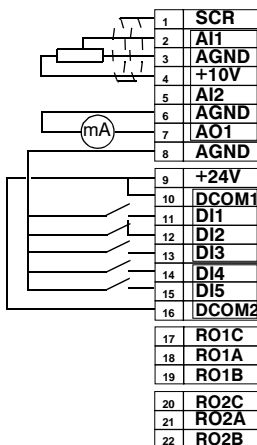 1 SCR
2 AI1
3 AGND
4 +10V
5 AI2
6 AGND
mA
7 AO1
8 AGND
9 +24V
10 DCOM1
11 DI1
12 DI2
13 DI3
14 DI4
15 DI5
16 DCOM2
17 RO1C
18 RO1A
19 RO1B
20 RO2C
21 RO2A
22 RO2B